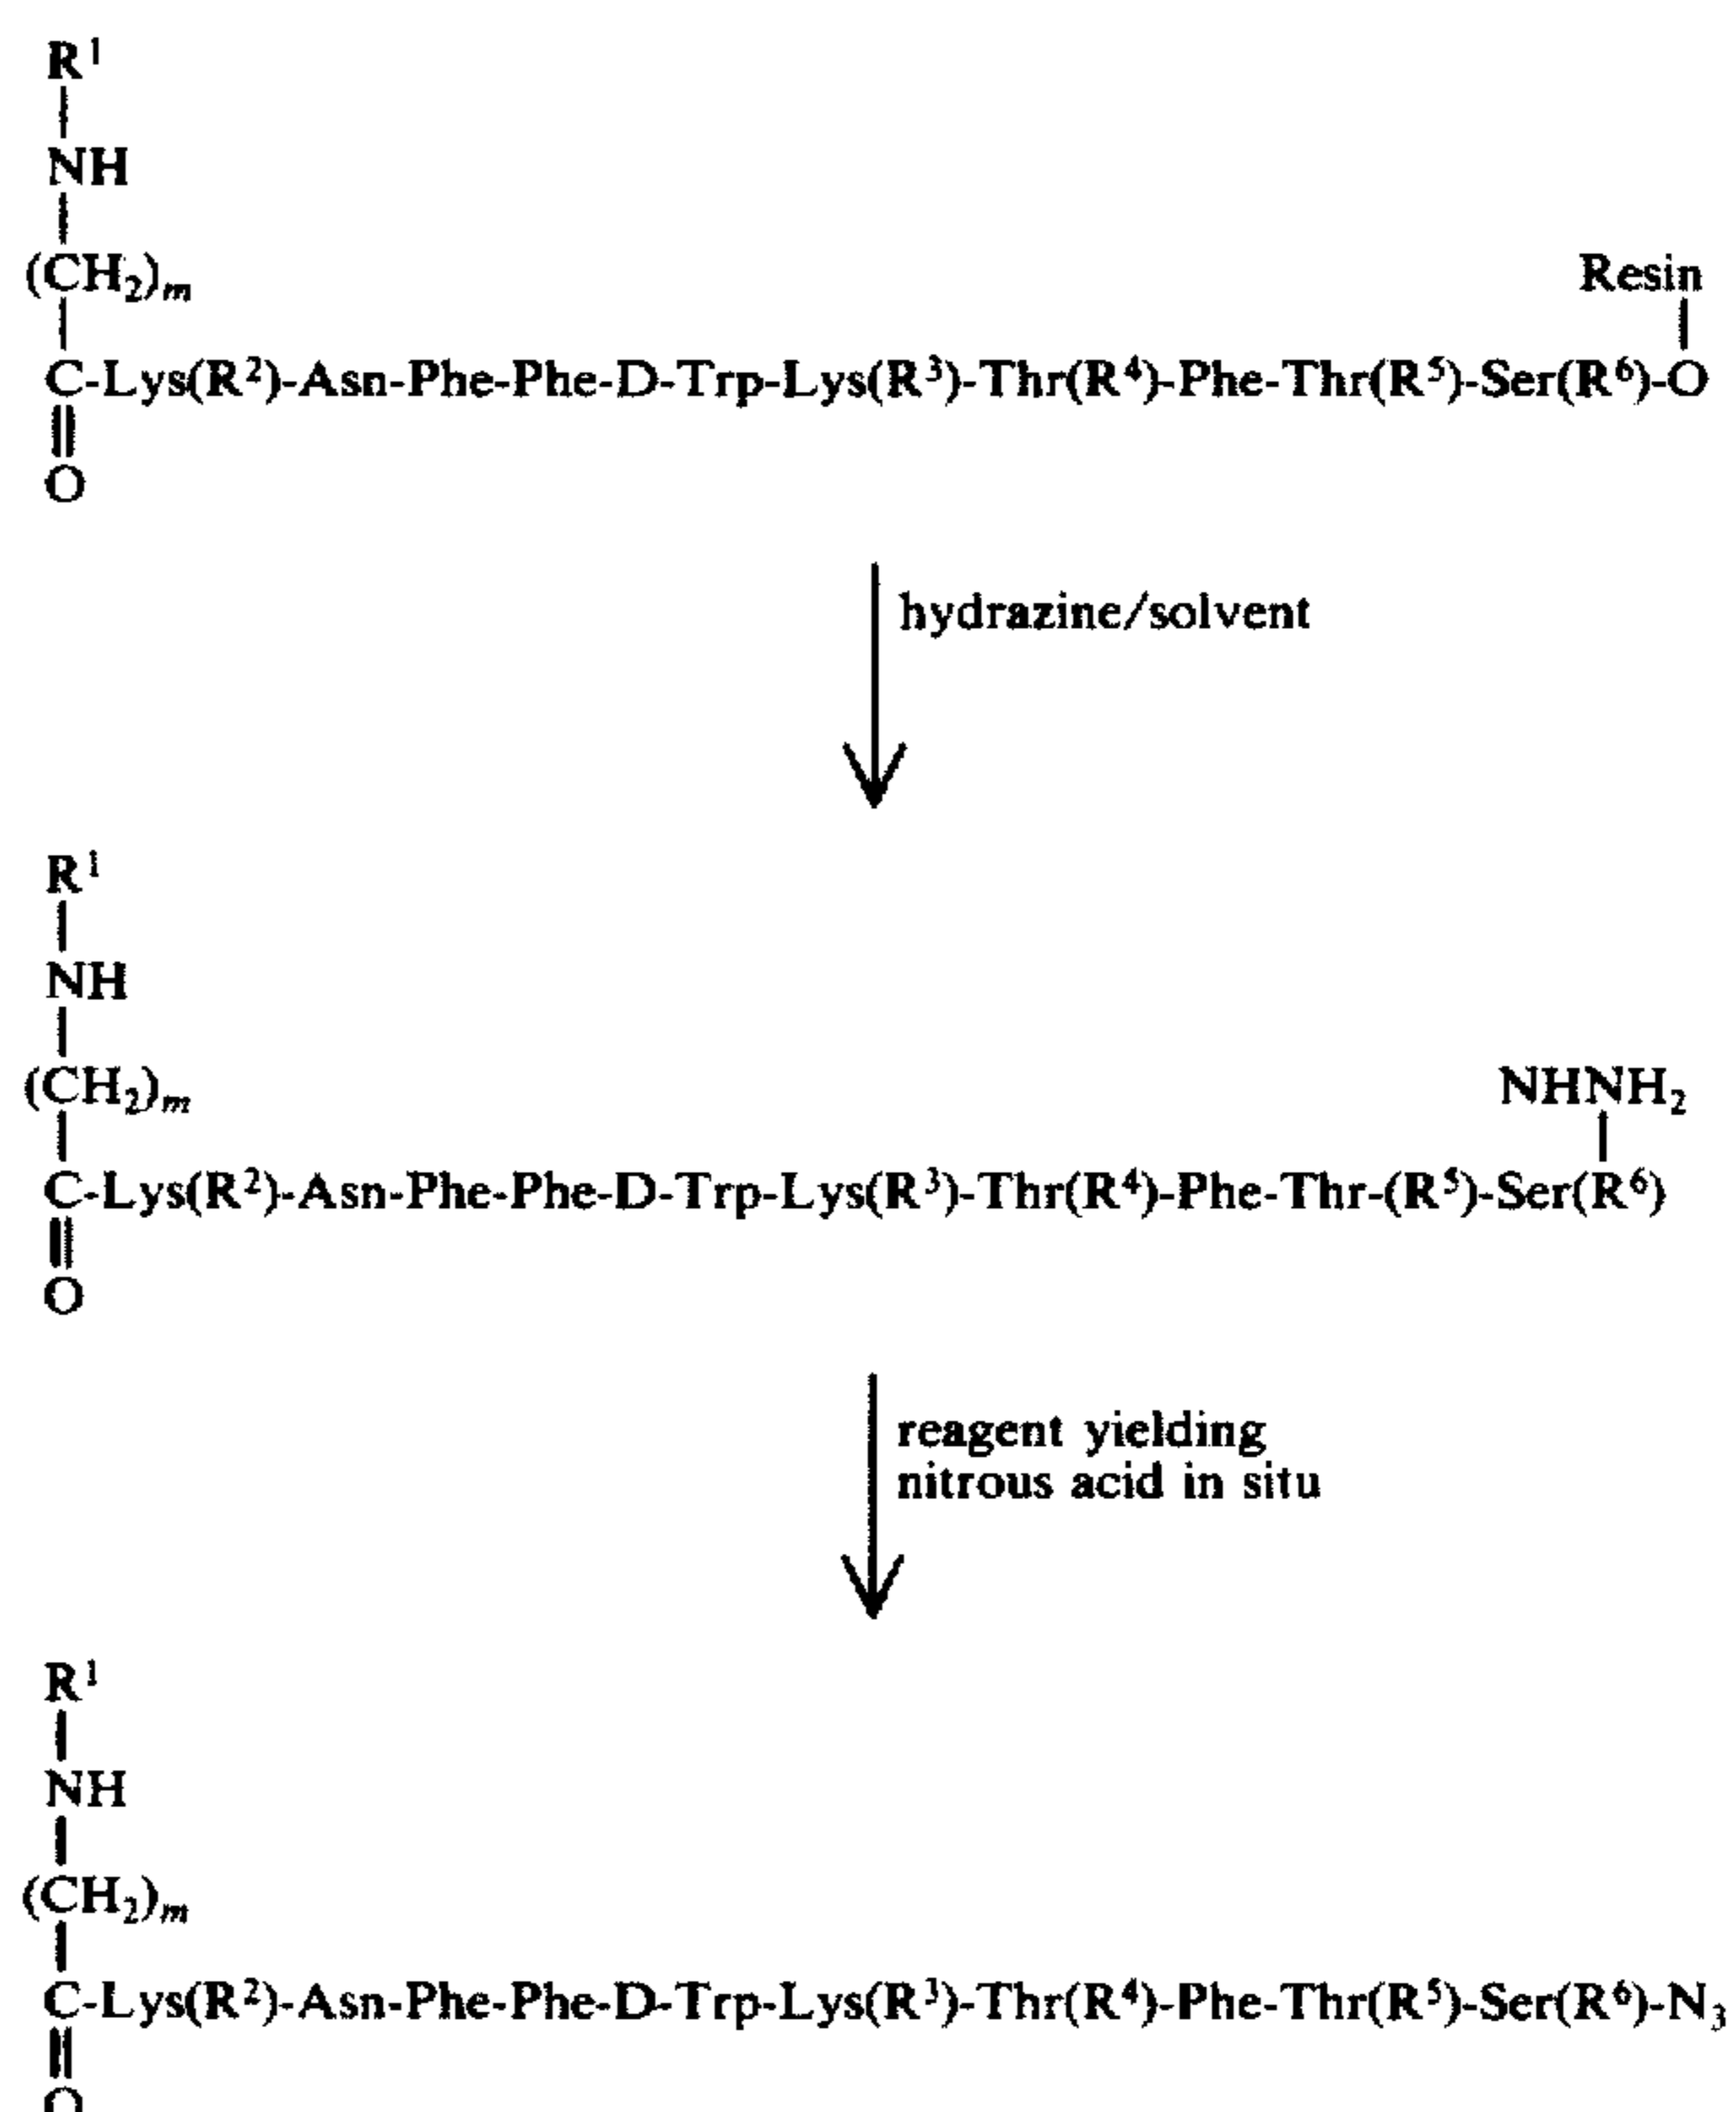 R¹
NH
(CH₂)ₘ
Resin
C-Lys(R²)-Asn-Phe-Phe-D-Trp-Lys(R³)-Thr(R⁴)-Phe-Thr(R⁵)-Ser(R⁶)-O
O
hydrazine/solvent
R¹
NH
(CH₂)ₘ
NHNH₂
C-Lys(R²)-Asn-Phe-Phe-D-Trp-Lys(R³)-Thr(R⁴)-Phe-Thr-(R⁵)-Ser(R⁶)
O
reagent yielding
nitrous acid in situ
R¹
NH
(CH₂)ₘ
C-Lys(R²)-Asn-Phe-Phe-D-Trp-Lys(R³)-Thr(R⁴)-Phe-Thr(R⁵)-Ser(R⁶)-N₃
O